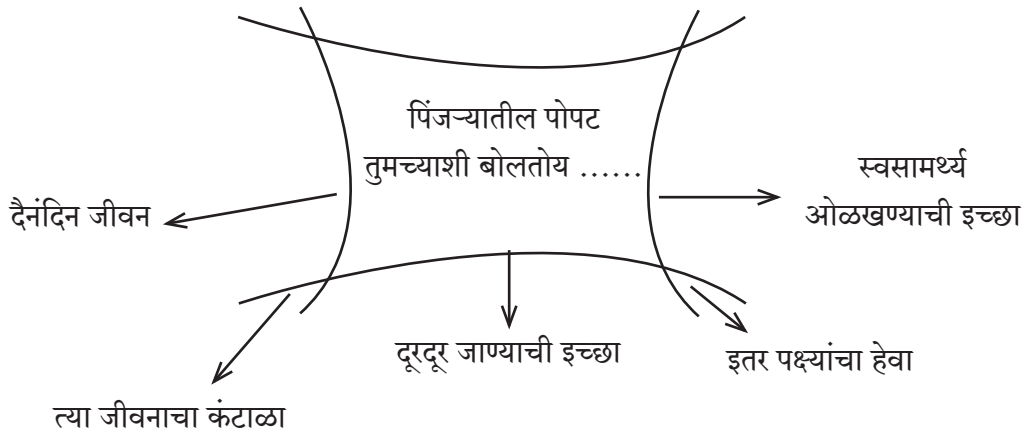 पिंजऱ्यातील पोपट
तुमच्याशी बोलतोय ......
स्वसामर्थ्य
ओळखण्याची इच्छा
दैनंदिन जीवन
दूरदूर जाण्याची इच्छा
इतर पक्ष्यांचा हेवा
त्या जीवनाचा कंटाळा